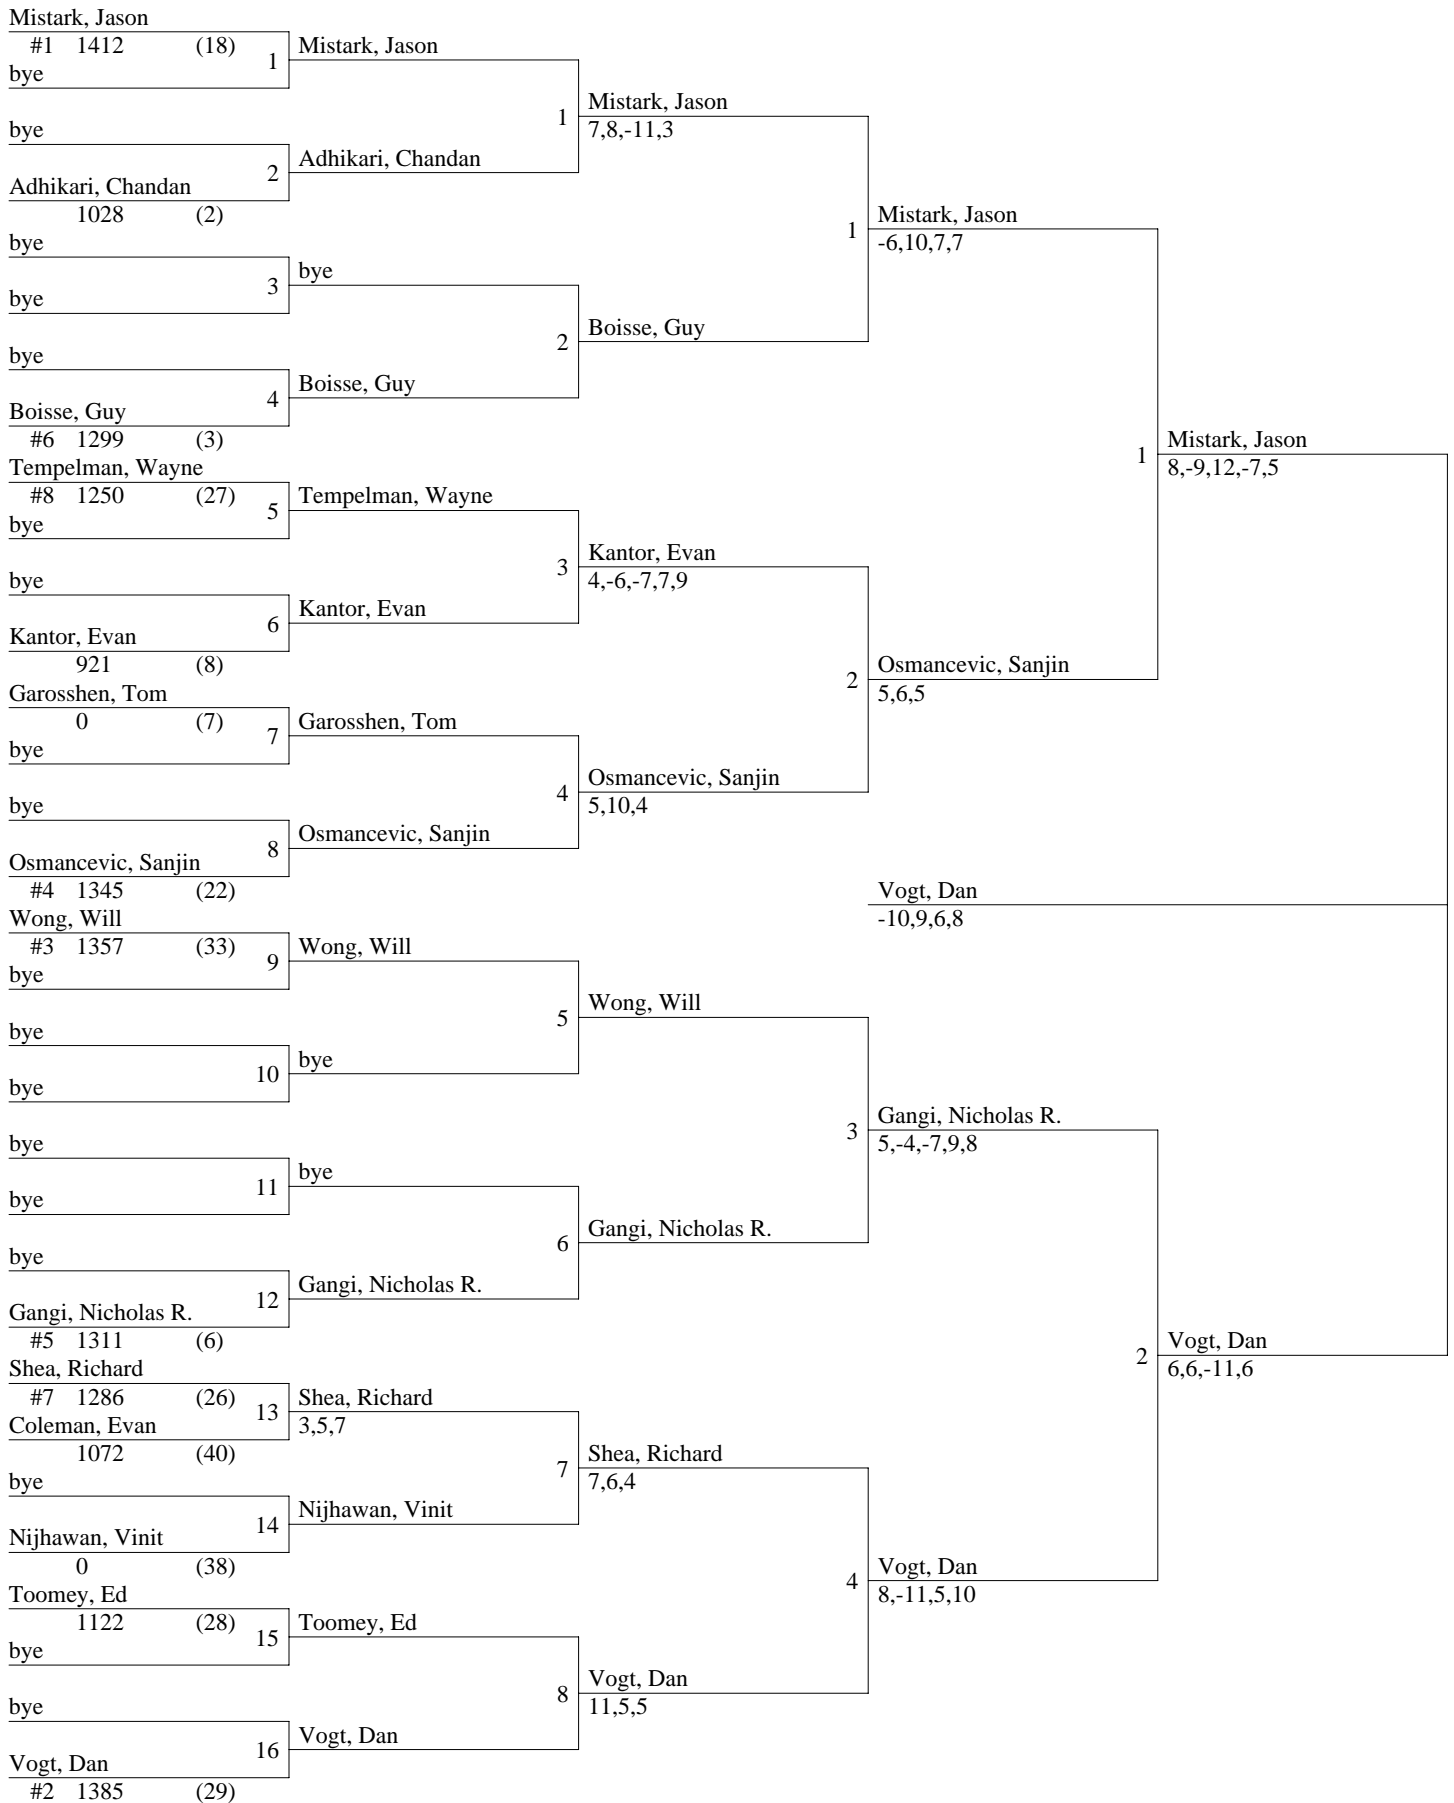 Mistark, Jason
#1 1412 (18)
1
Mistark, Jason
bye
bye
2
Adhikari, Chandan
Adhikari, Chandan
1028 (2)
1
Mistark, Jason
7,8,-11,3
bye
3
bye
bye
bye
4
Boisse, Guy
Boisse, Guy
#6 1299 (3)
2
Boisse, Guy
1
Mistark, Jason
-6,10,7,7
Tempelman, Wayne
#8 1250 (27)
5
Tempelman, Wayne
bye
bye
6
Kantor, Evan
Kantor, Evan
921 (8)
3
Kantor, Evan
4,-6,-7,7,9
Garosshen, Tom
0 (7)
7
Garosshen, Tom
bye
bye
8
Osmancevic, Sanjin
Osmancevic, Sanjin
#4 1345 (22)
4
Osmancevic, Sanjin
5,10,4
2
Osmancevic, Sanjin
5,6,5
1
Mistark, Jason
8,-9,12,-7,5
Vogt, Dan
-10,9,6,8
Wong, Will
#3 1357 (33)
9
Wong, Will
bye
bye
10
bye
bye
5
Wong, Will
bye
11
bye
bye
bye
12
Gangi, Nicholas R.
Gangi, Nicholas R.
#5 1311 (6)
6
Gangi, Nicholas R.
3
Gangi, Nicholas R.
5,-4,-7,9,8
Shea, Richard
#7 1286 (26)
13
Shea, Richard
3,5,7
Coleman, Evan
1072 (40)
bye
14
Nijhawan, Vinit
Nijhawan, Vinit
0 (38)
7
Shea, Richard
7,6,4
Toomey, Ed
1122 (28)
15
Toomey, Ed
bye
bye
16
Vogt, Dan
Vogt, Dan
#2 1385 (29)
8
Vogt, Dan
11,5,5
4
Vogt, Dan
8,-11,5,10
2
Vogt, Dan
6,6,-11,6